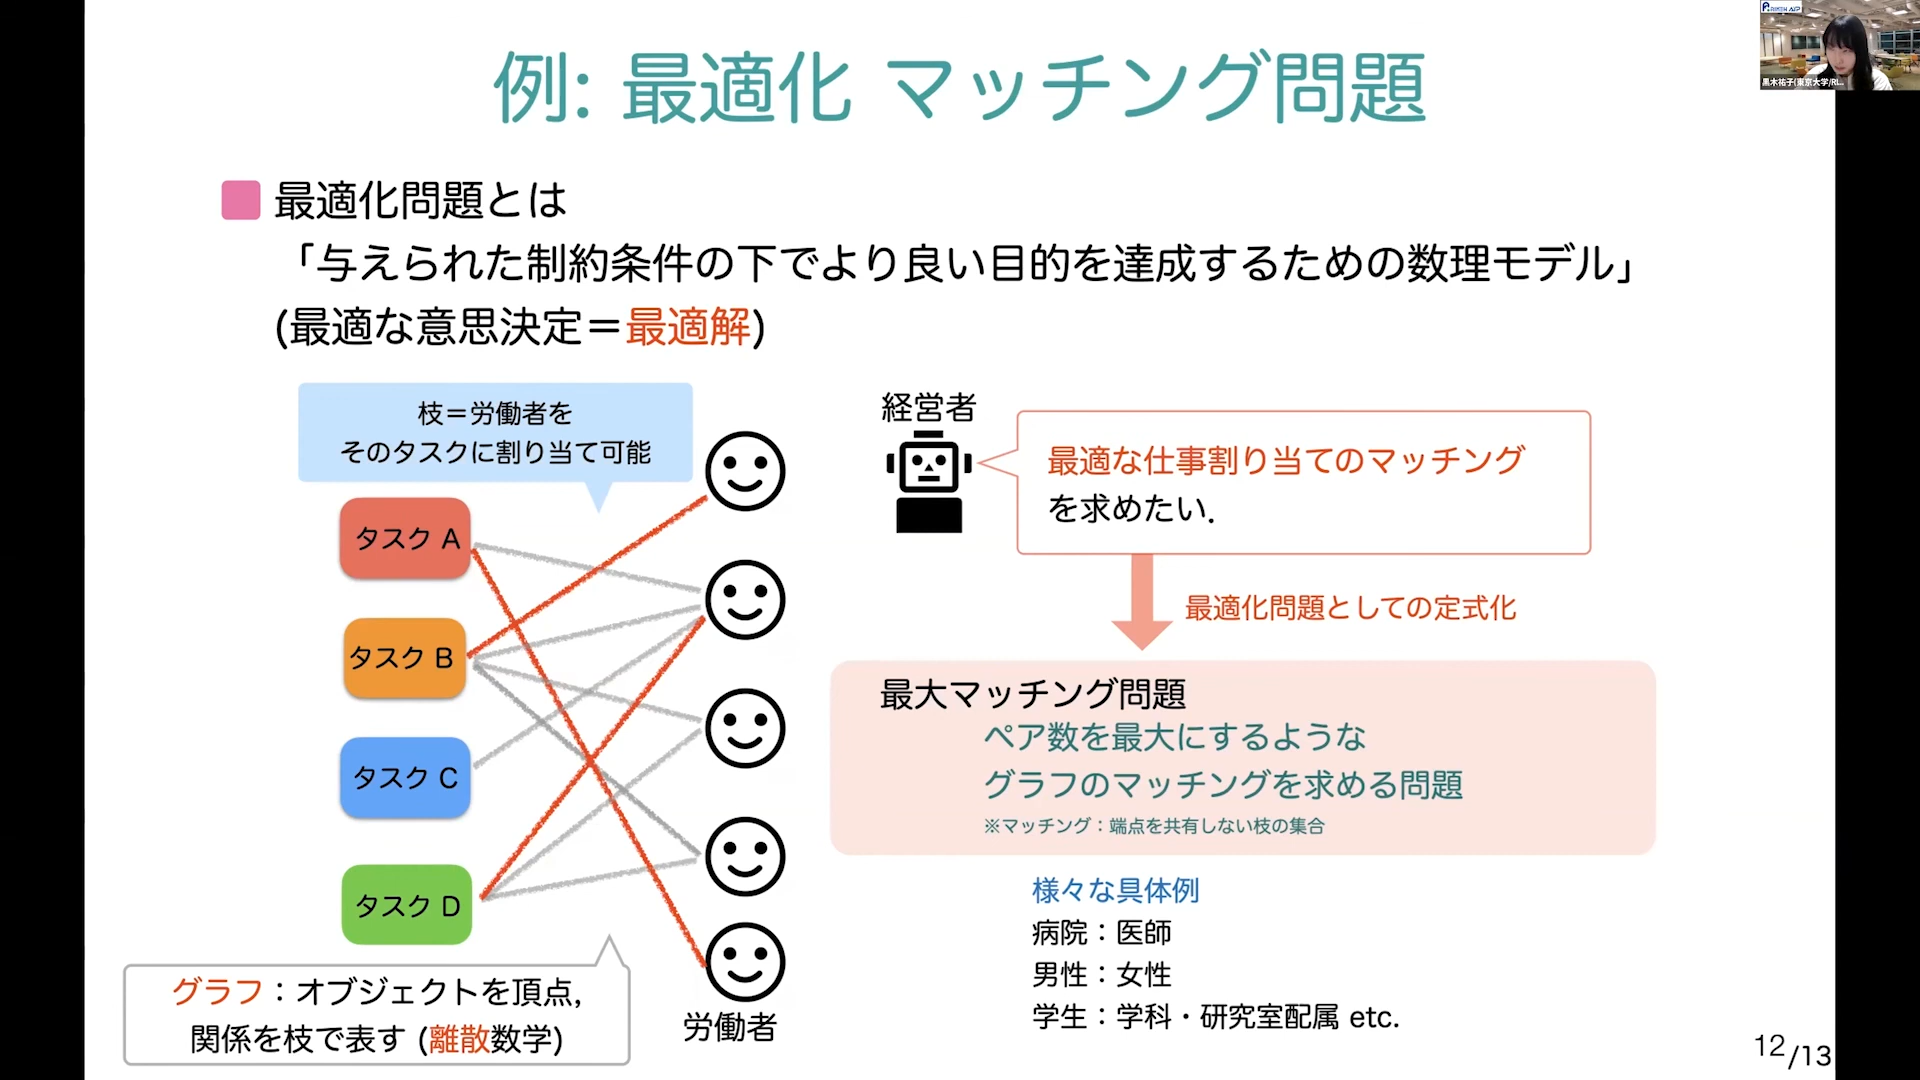 例: 最適化 マッチング問題
RIKEN AIP
黒木祐子(東京大学/RI...
最適化問題とは
「与えられた制約条件の下でより良い目的を達成するための数理モデル」
(最適な意思決定＝最適解)
枝＝労働者を
そのタスクに割り当て可能
タスク A
タスク B
タスク C
タスク D
グラフ：オブジェクトを頂点,
関係を枝で表す (離散数学)
労働者
経営者
最適な仕事割り当てのマッチング
を求めたい.
最適化問題としての定式化
最大マッチング問題
ペア数を最大にするような
グラフのマッチングを求める問題
※マッチング：端点を共有しない枝の集合
様々な具体例
病院：医師
男性：女性
学生：学科・研究室配属 etc.
12/13